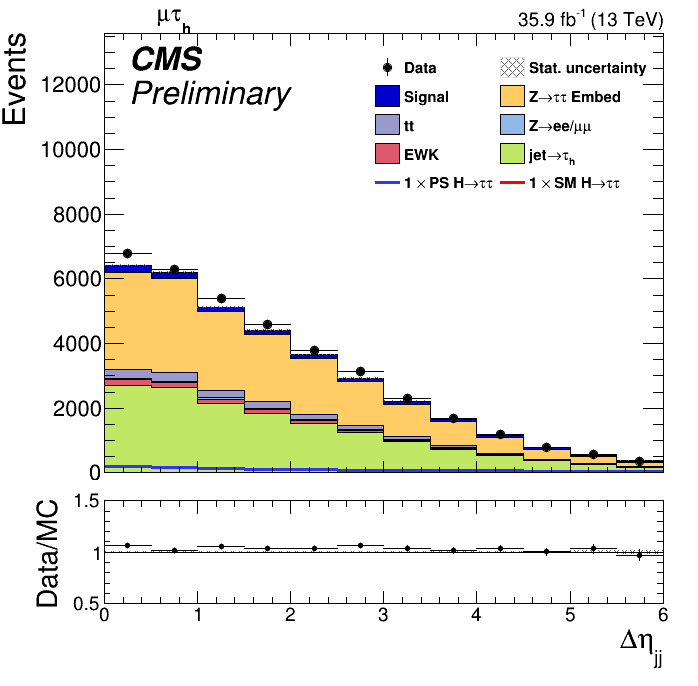 μτh
35.9 fb-1 (13 TeV)
Events
CMS
Preliminary
Data
Stat. uncertainty
Signal
Z→ττ Embed
tt
Z→ee/μμ
EWK
jet→τh
1 × PS H→ττ
1 × SM H→ττ
12000
10000
8000
6000
4000
2000
0
Data/MC
1.5
1
0.5
0 1 2 3 4 5 6
Δηjj